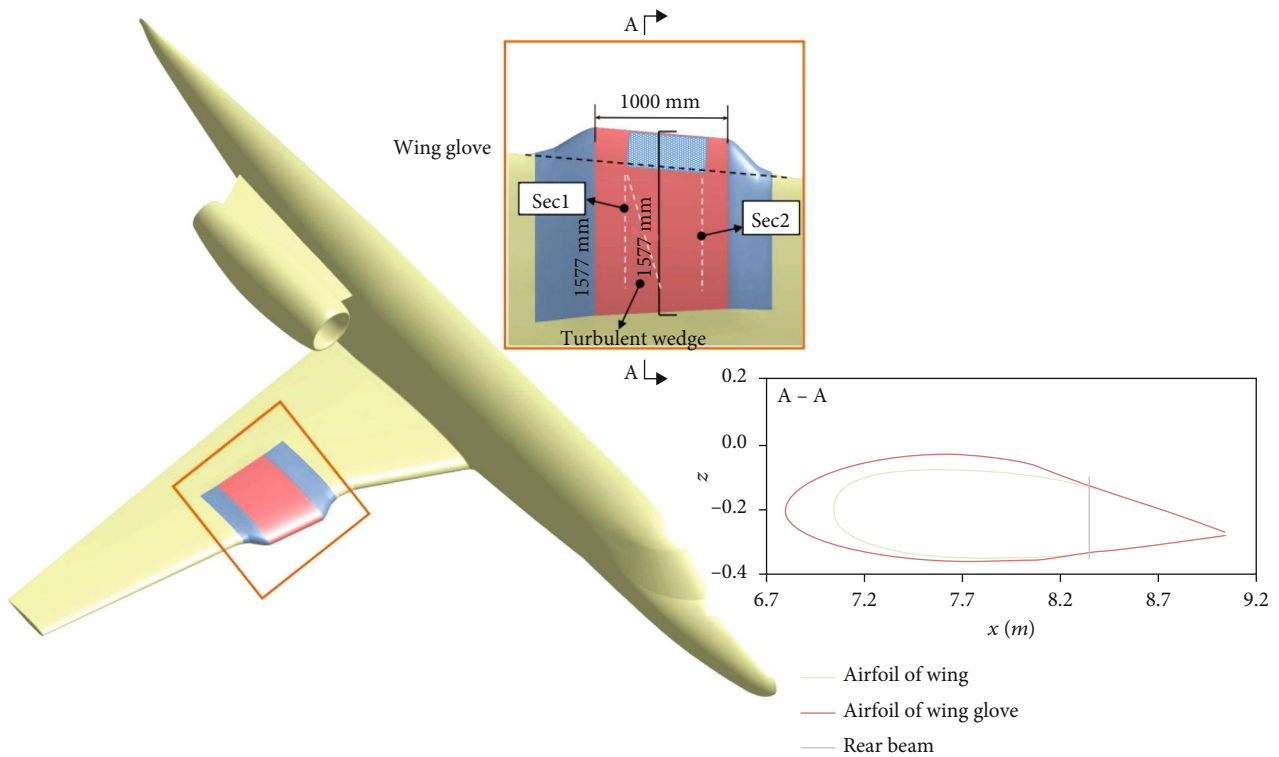 A
1000 mm
Wing glove
Sec1
Sec2
1577 mm
1577 mm
Turbulent wedge
A
A – A
0.2
0.0
–0.2
–0.4
z
6.7 7.2 7.7 8.2 8.7 9.2
x (m)
Airfoil of wing
Airfoil of wing glove
Rear beam